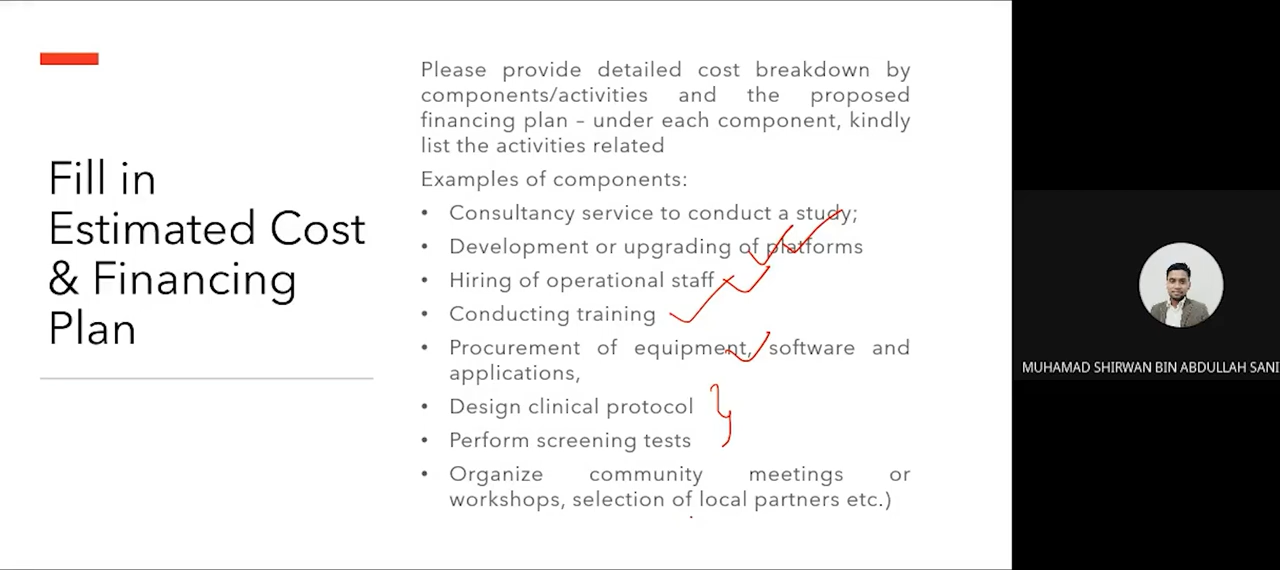 Fill in
Estimated Cost
& Financing
Plan
Please provide detailed cost breakdown by
components/activities and the proposed
financing plan – under each component, kindly
list the activities related
Examples of components:
• Consultancy service to conduct a study;
• Development or upgrading of platforms
• Hiring of operational staff
• Conducting training
• Procurement of equipment, software and
applications,
• Design clinical protocol
• Perform screening tests
• Organize community meetings or
workshops, selection of local partners etc.)
MUHAMAD SHIRWAN BIN ABDULLAH SANI